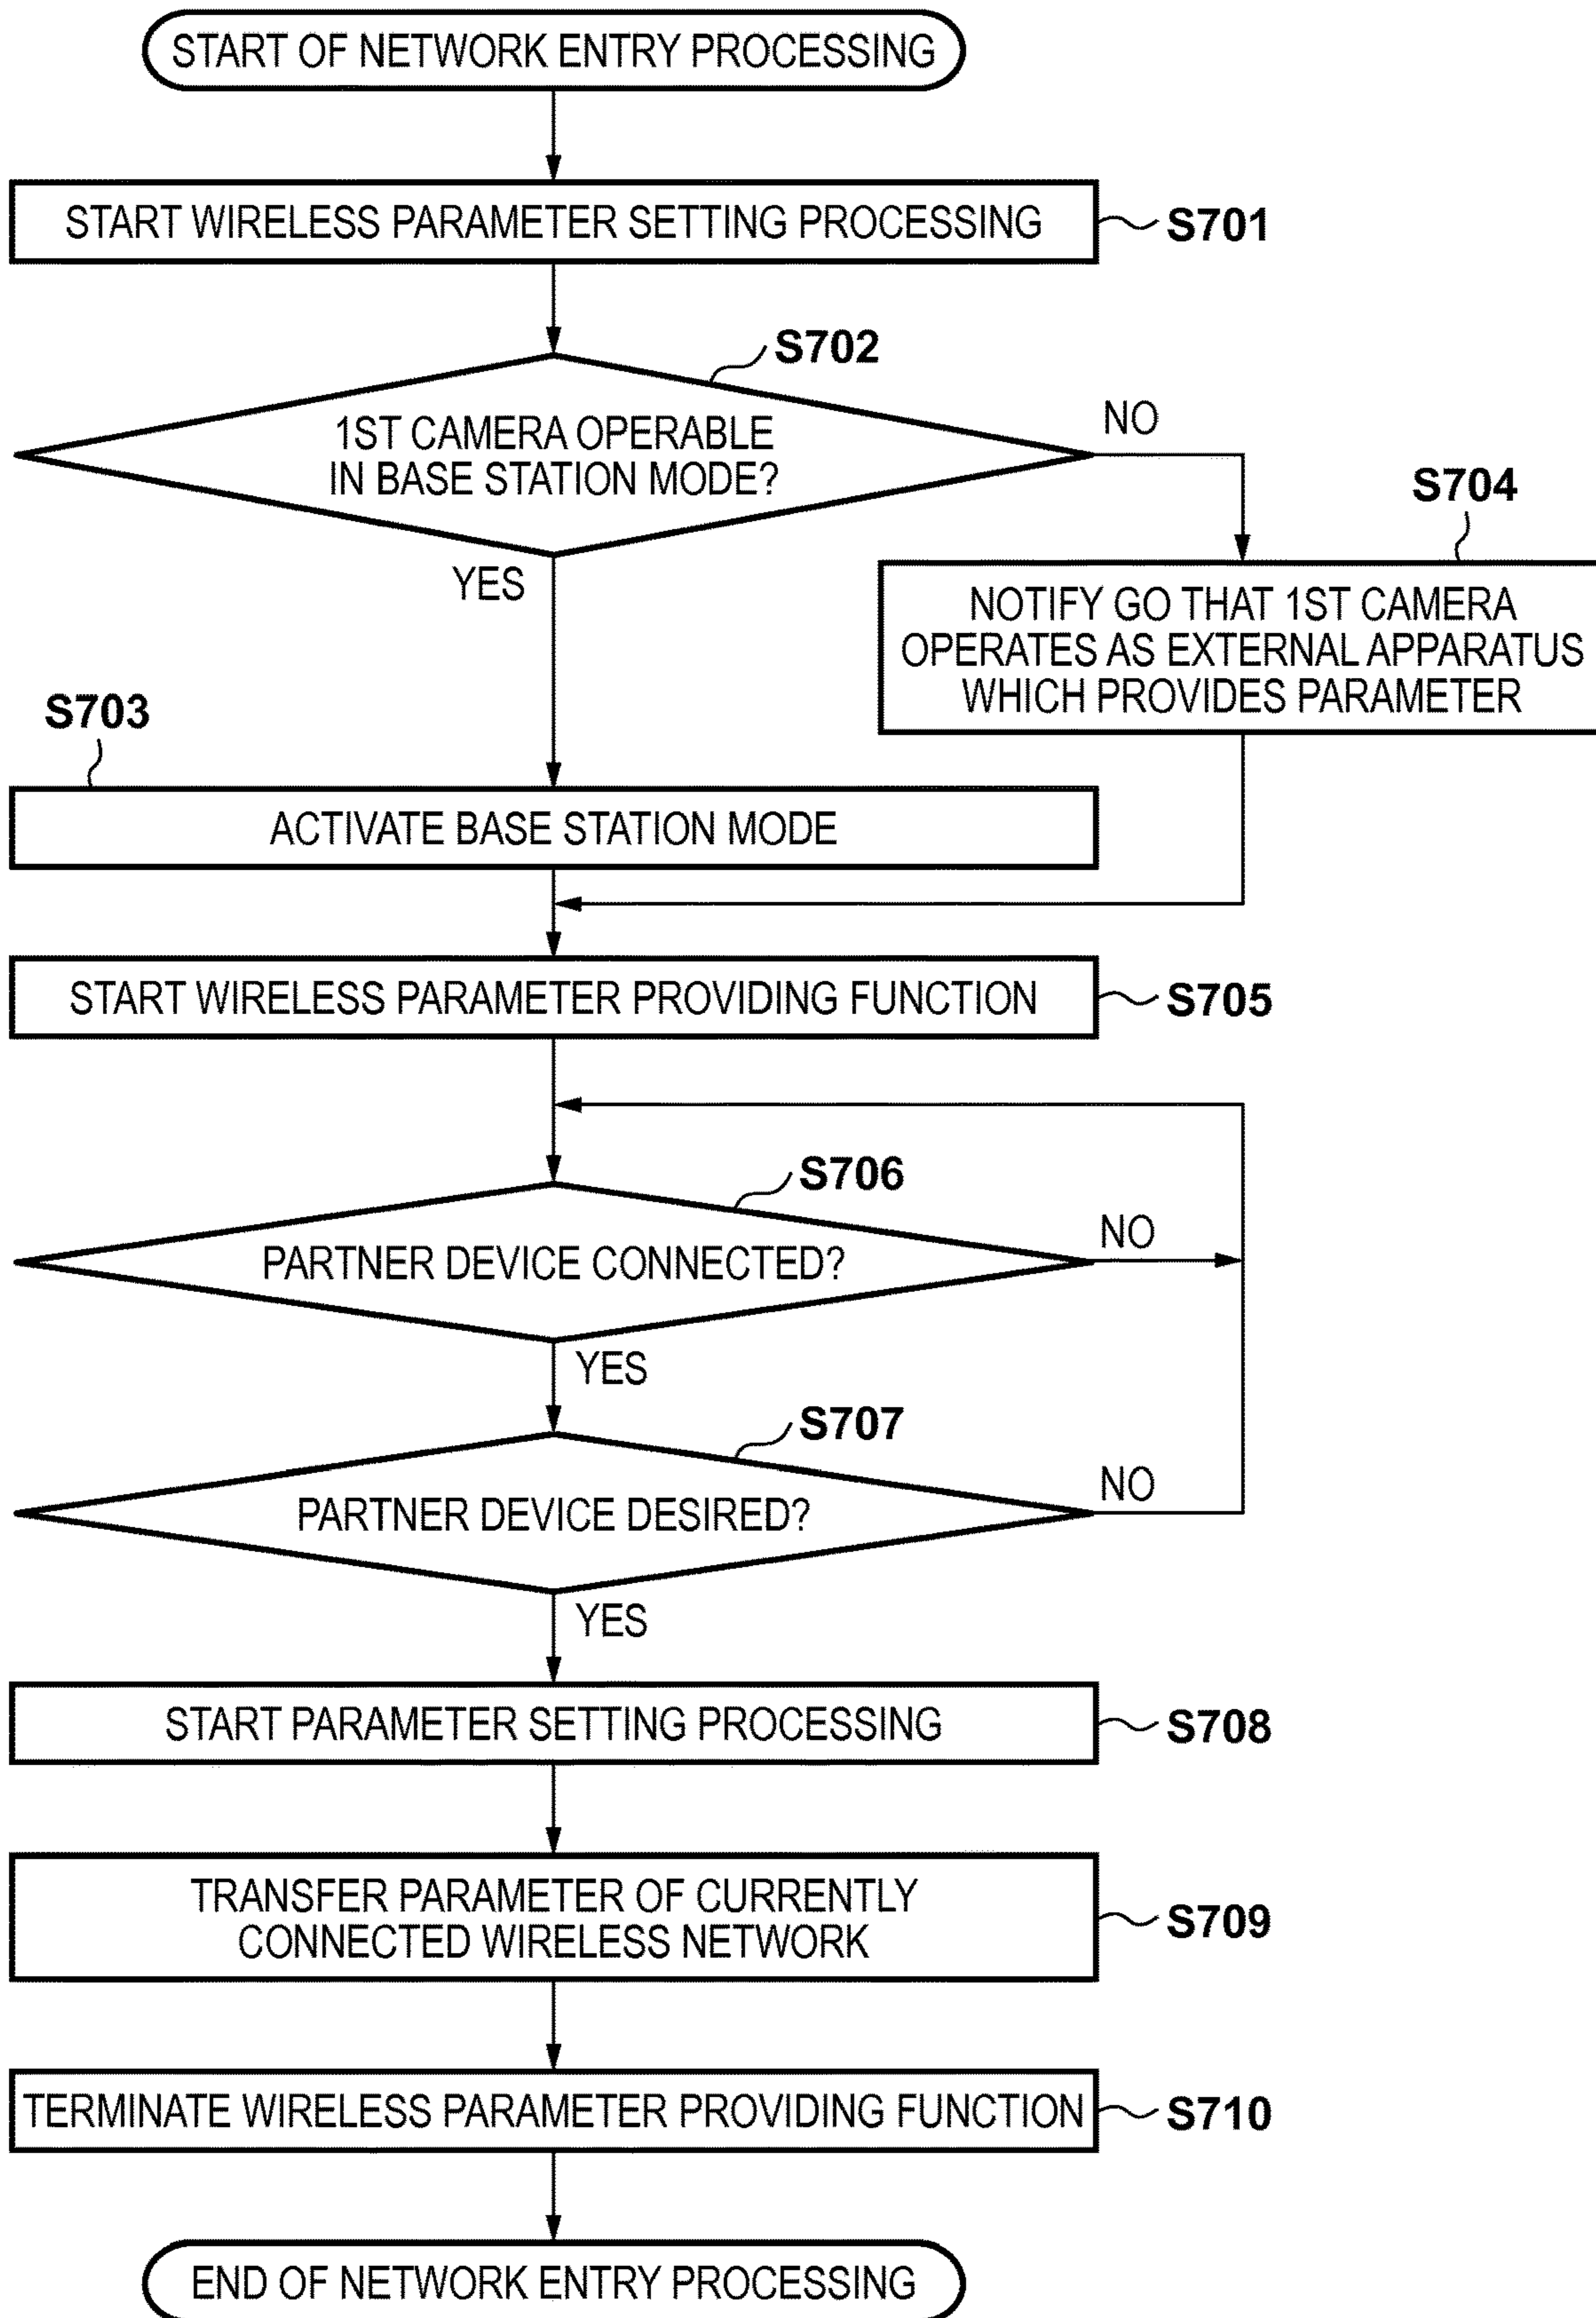 START OF NETWORK ENTRY PROCESSING
START WIRELESS PARAMETER SETTING PROCESSING
S701
S702
1ST CAMERA OPERABLE
IN BASE STATION MODE?
NO
YES
S704
NOTIFY GO THAT 1ST CAMERA
OPERATES AS EXTERNAL APPARATUS
WHICH PROVIDES PARAMETER
S703
ACTIVATE BASE STATION MODE
START WIRELESS PARAMETER PROVIDING FUNCTION
S705
S706
PARTNER DEVICE CONNECTED?
NO
YES
S707
PARTNER DEVICE DESIRED?
NO
YES
START PARAMETER SETTING PROCESSING
S708
TRANSFER PARAMETER OF CURRENTLY
CONNECTED WIRELESS NETWORK
S709
TERMINATE WIRELESS PARAMETER PROVIDING FUNCTION
S710
END OF NETWORK ENTRY PROCESSING